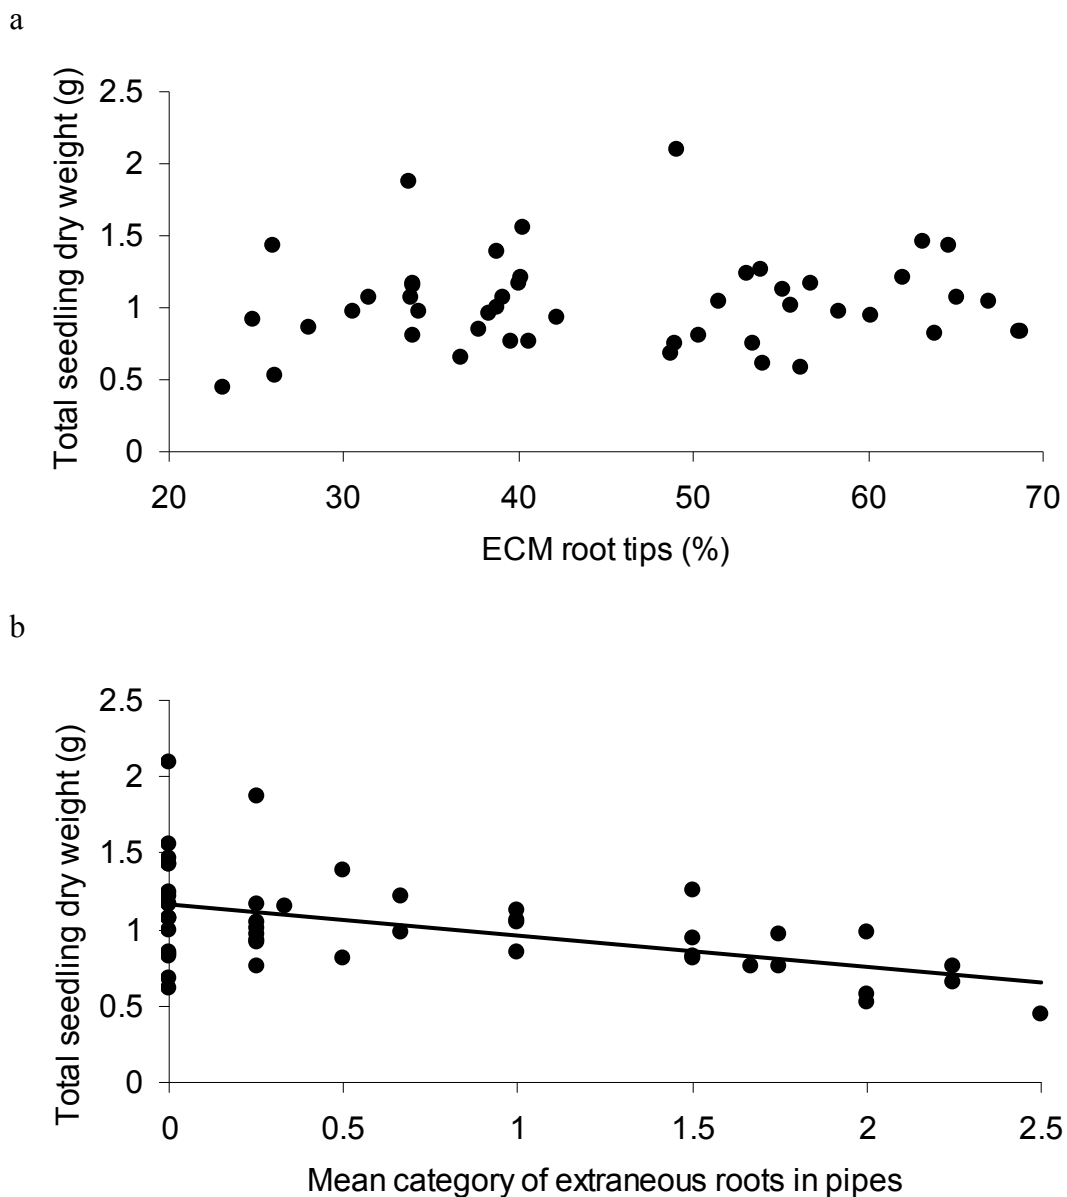 a
Total seedling dry weight (g)
2.5
2
1.5
1
0.5
0
20 30 40 50 60 70
ECM root tips (%)
b
Total seedling dry weight (g)
2.5
2
1.5
1
0.5
0
0 0.5 1 1.5 2 2.5
Mean category of extraneous roots in pipes